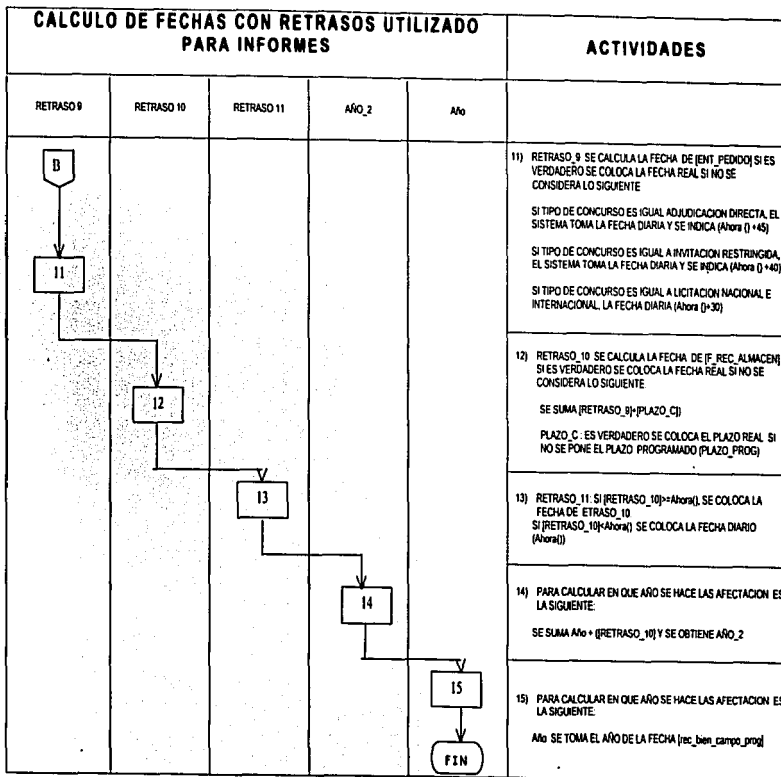 CALCULO DE FECHAS CON RETRASOS UTILIZADO
PARA INFORMES
ACTIVIDADES
RETRASO 9
RETRASO 10
RETRASO 11
AÑO_2
Año
B
11
12
13
14
15
FIN
11) RETRASO_9 SE CALCULA LA FECHA DE [ENT_PEDIDO] SI ES
VERDADERO SE COLOCA LA FECHA REAL SI NO SE
CONSIDERA LO SIGUIENTE
SI TIPO DE CONCURSO ES IGUAL ADJUDICACION DIRECTA, EL
SISTEMA TOMA LA FECHA DIARIA Y SE INDICA (Ahora () +45)
SI TIPO DE CONCURSO ES IGUAL A INVITACION RESTRINGIDA,
EL SISTEMA TOMA LA FECHA DIARIA Y SE INDICA (Ahora () +40)
SI TIPO DE CONCURSO ES IGUAL A LICITACION NACIONAL E
INTERNACIONAL, LA FECHA DIARIA (Ahora ()+30)
12) RETRASO_10 SE CALCULA LA FECHA DE [F_REC_ALMACEN]
SI ES VERDADERO SE COLOCA LA FECHA REAL SI NO SE
CONSIDERA LO SIGUIENTE
SE SUMA [RETRASO_9]+[PLAZO_C])
PLAZO_C : ES VERDADERO SE COLOCA EL PLAZO REAL SI
NO SE PONE EL PLAZO PROGRAMADO (PLAZO_PROG)
13) RETRASO_11: SI [RETRASO_10]>=Ahora(), SE COLOCA LA
FECHA DE ETRASO_10
SI [RETRASO_10]<Ahora() SE COLOCA LA FECHA DIARIO
(Ahora())
14) PARA CALCULAR EN QUE AÑO SE HACE LAS AFECTACION ES
LA SIGUIENTE:
SE SUMA Año + ([RETRASO_10] Y SE OBTIENE AÑO_2
15) PARA CALCULAR EN QUE AÑO SE HACE LAS AFECTACION ES
LA SIGUIENTE:
Año SE TOMA EL AÑO DE LA FECHA [rec_bien_campo_prog]